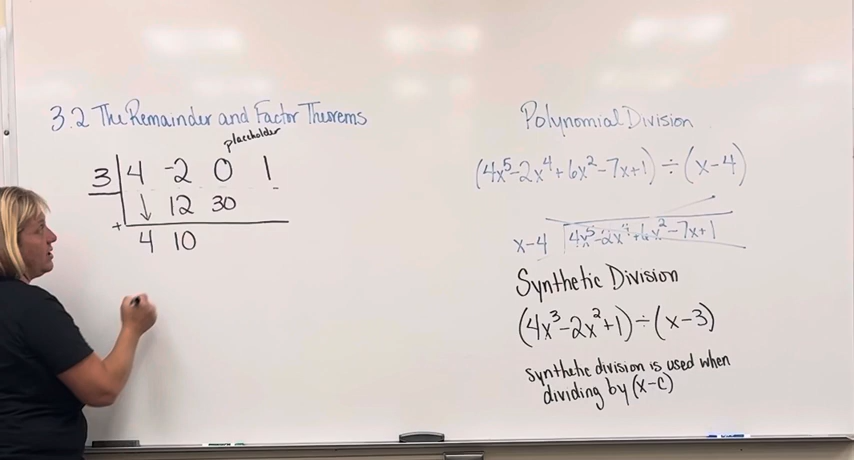 3.2 The Remainder and Factor Theorems
placeholder
3 4 -2 0 1
↓ 12 30
+
4 10
Polynomial Division
(4x⁵-2x⁴+6x²-7x+1) ÷ (x-4)
x-4 4x⁵-2x⁴+6x²-7x+1
Synthetic Division
(4x³-2x²+1) ÷ (x-3)
synthetic division is used when
dividing by (x-c)